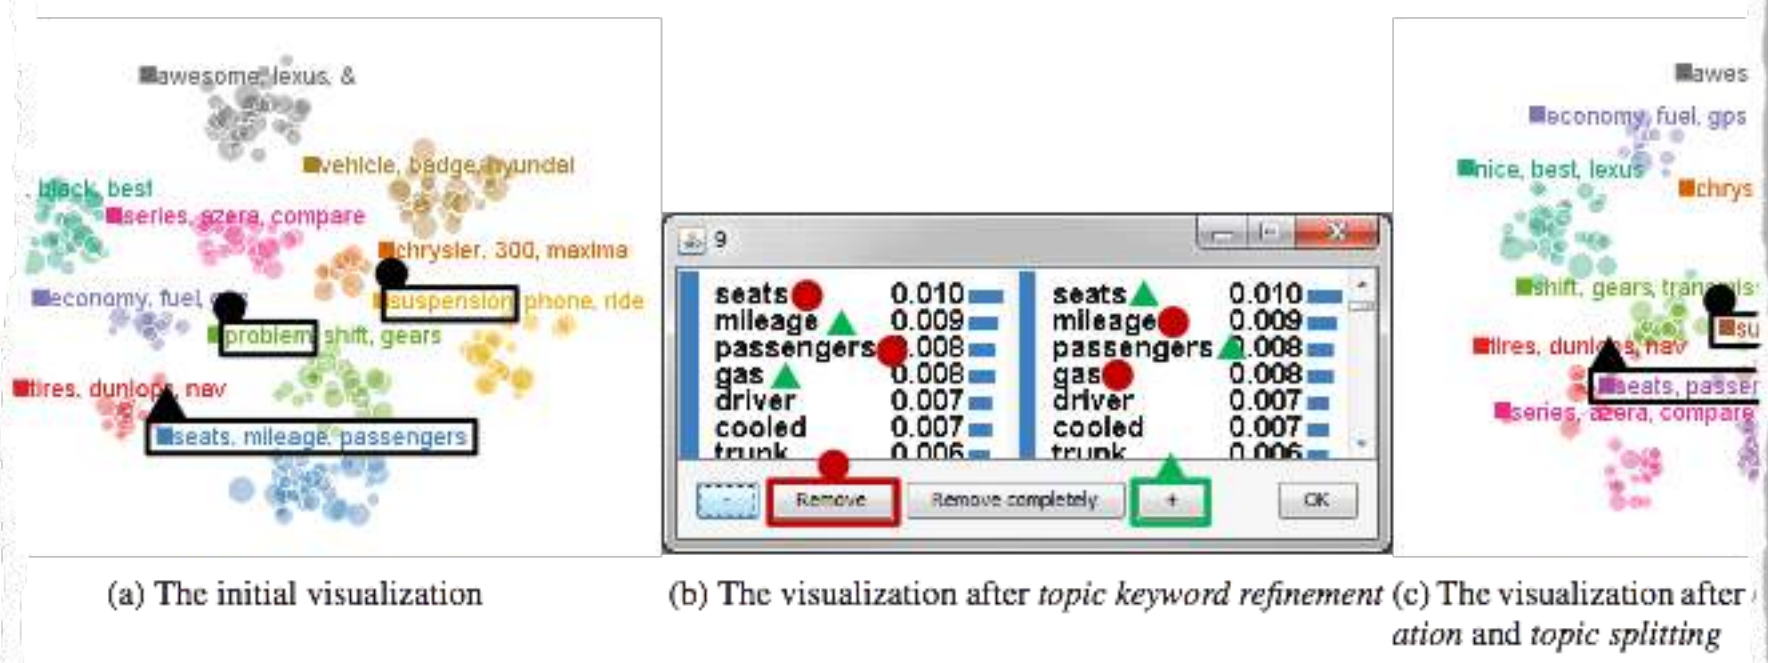 awesome, lexus, &
vehicle, badge, hyundai
, black, best
series, azera, compare
chrysler, 300, maxima
economy, fuel,
suspension, phone, ride
problem, shift, gears
tires, dunlops, nav
seats, mileage, passengers
(a) The initial visualization
9
seats 0.010 seats 0.010
mileage 0.009 mileage 0.009
passengers 0.008 passengers 0.008
gas 0.008 gas 0.008
driver 0.007 driver 0.007
cooled 0.007 cooled 0.007
trunk 0.006 trunk 0.006
- Remove Remove completely + OK
(b) The visualization after topic keyword refinement
awes
economy, fuel, gps
nice, best, lexus
chrys
shift, gears, transmis
su
tires, dunlops, nav
seats, passer
series, azera, compare
(c) The visualization after
ation and topic splitting